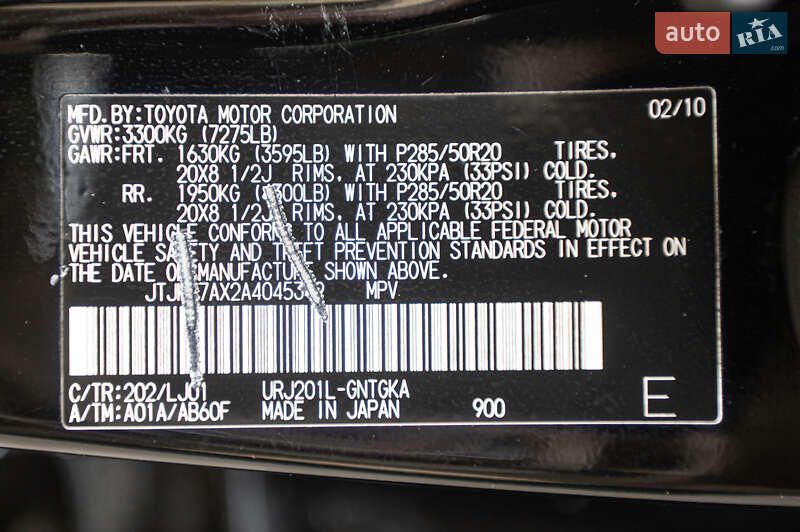 auto RIA.com
MFD.BY:TOYOTA MOTOR CORPORATION 02/10
GVWR:3300KG (7275LB)
GAWR:FRT. 1630KG (3595LB) WITH P285/50R20 TIRES.
20X8 1/2J RIMS, AT 230KPA (33PSI) COLD.
RR. 1950KG WITH P285/50R20 TIRES.
20X8 1/2J RIMS, AT 230KPA (33PSI) COLD.
THIS VEHICLE CONFORMS TO ALL APPLICABLE FEDERAL MOTOR
VEHICLE SAFETY AND THEFT PREVENTION STANDARDS IN EFFECT ON
THE DATE OF MANUFACTURE SHOWN ABOVE.
MPV
C/TR:202/LJ01 URJ201L-GNTGKA
A/TM:A01A/AB60F MADE IN JAPAN 900 E